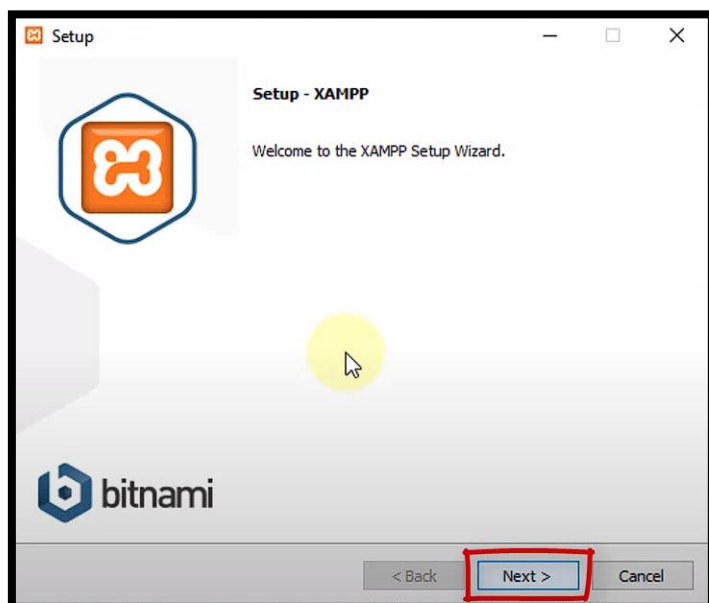 Setup
Setup - XAMPP
Welcome to the XAMPP Setup Wizard.
bitnami
< Back
Next >
Cancel